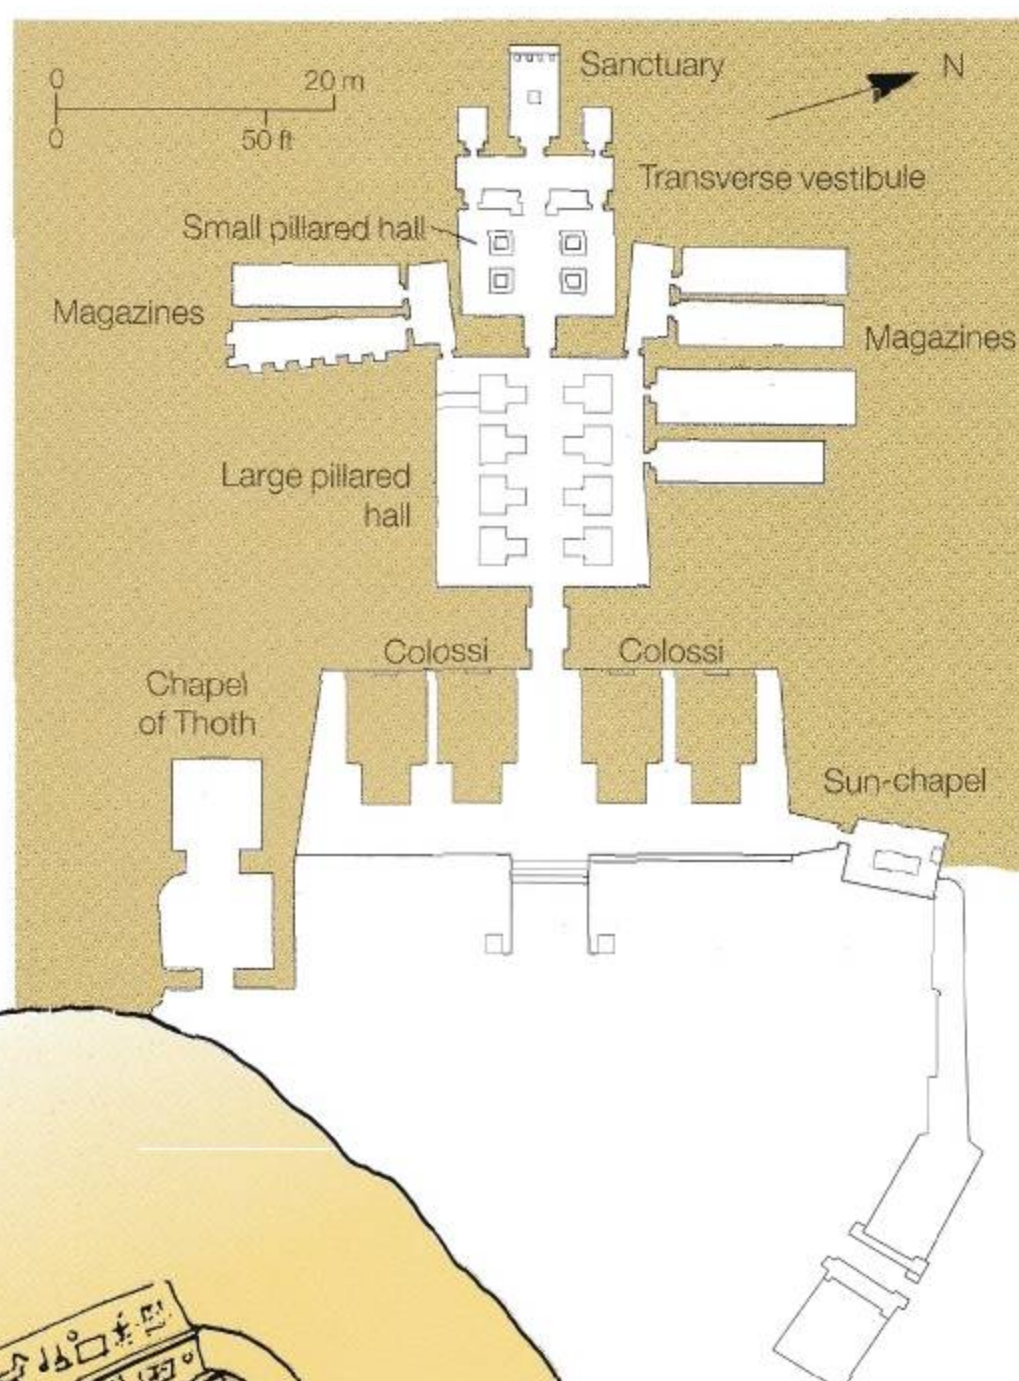 Sanctuary
N
0 20 m
0 50 ft
Transverse vestibule
Small pillared hall
Magazines
Magazines
Large pillared
hall
Colossi
Colossi
Chapel
of Thoth
Sun-chapel